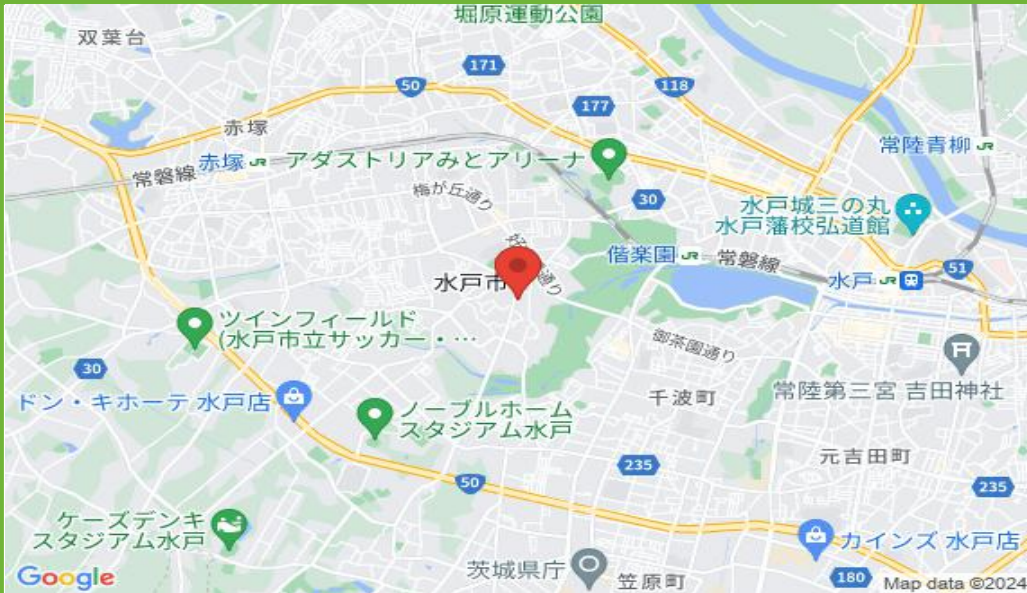 堀原運動公園
双葉台
171
50
118
177
赤塚
常陸青柳
赤塚 JR
常磐線
アダストリアみとアリーナ
梅が丘通り
30
水戸城三の丸
水戸藩校弘道館
偕楽園 JR
常磐線
51
水戸市
通り
水戸 JR
ツインフィールド
(水戸市立サッカー・…
御茶園通り
30
常陸第三宮 吉田神社
千波町
ドン・キホーテ 水戸店
ノーブルホーム
スタジアム水戸
元吉田町
235
50
235
ケーズデンキ
スタジアム水戸
カインズ 水戸店
茨城県庁
笠原町
180
Google
Map data ©2024